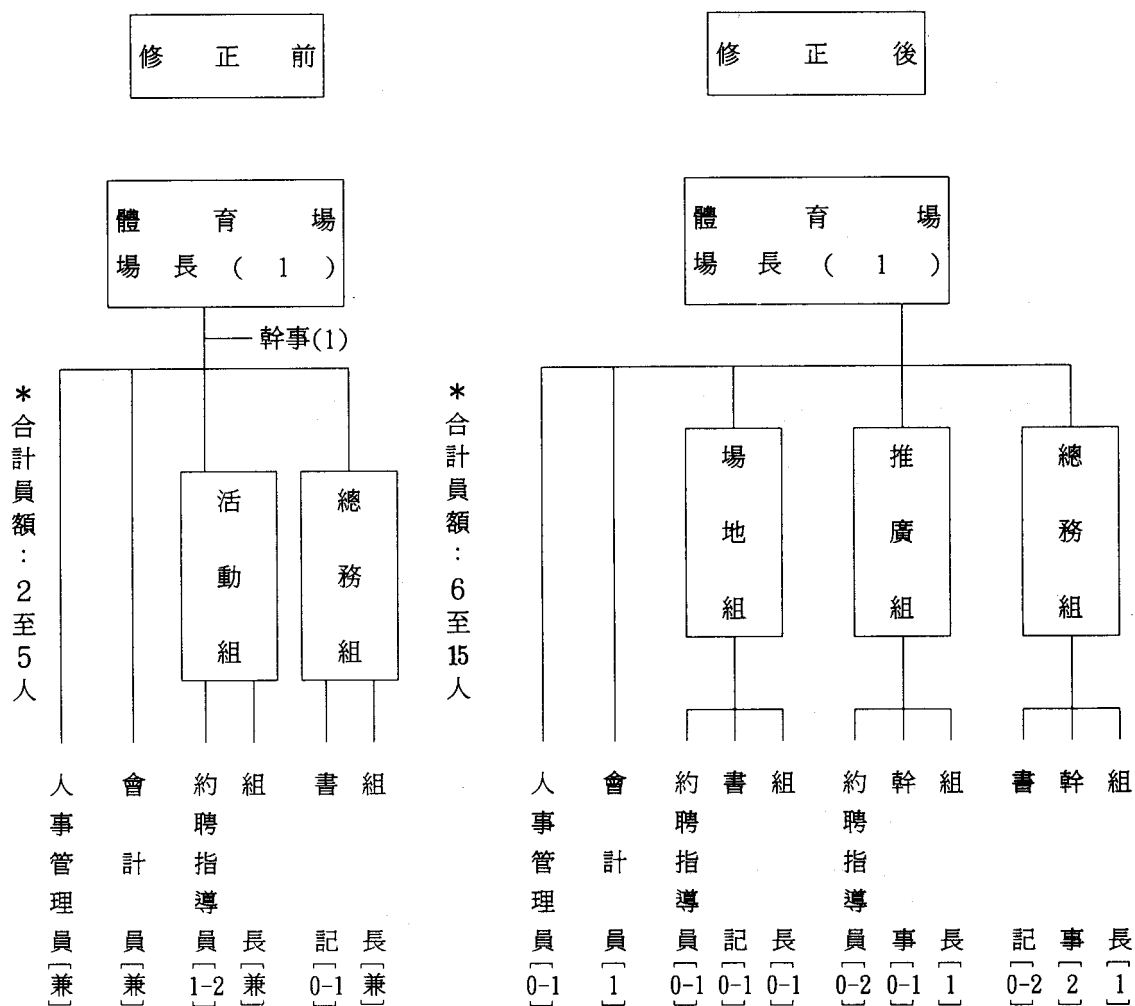 修正前
體育場
場長(1)
幹事(1)
*合計員額:2至5人
活動組
總務組
人事管理員[兼]
會計員[兼]
約聘指導員[1-2]
組長[兼]
書記[0-1]
組長[兼]
修正後
體育場
場長(1)
*合計員額:6至15人
場地組
推廣組
總務組
人事管理員[0-1]
會計員[1]
約聘指導員[0-1]
書記[0-1]
組長[0-1]
約聘指導員[0-2]
幹事[0-1]
組長[1]
書記[0-2]
幹事[2]
組長[1]